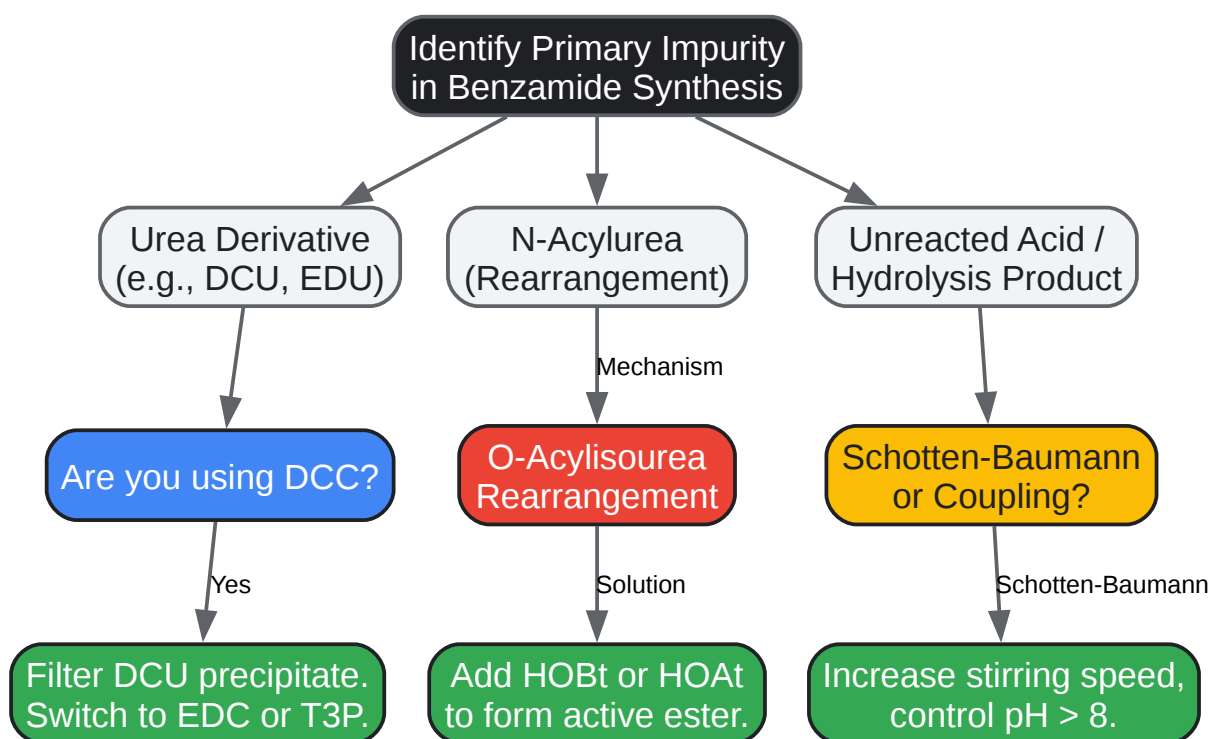 Identify Primary Impurity
in Benzamide Synthesis
Urea Derivative
(e.g., DCU, EDU)
N-Acylurea
(Rearrangement)
Unreacted Acid /
Hydrolysis Product
Mechanism
Are you using DCC?
O-Acylisourea
Rearrangement
Schotten-Baumann
or Coupling?
Yes
Solution
Schotten-Baumann
Filter DCU precipitate.
Switch to EDC or T3P.
Add HOBt or HOAt
to form active ester.
Increase stirring speed,
control pH > 8.